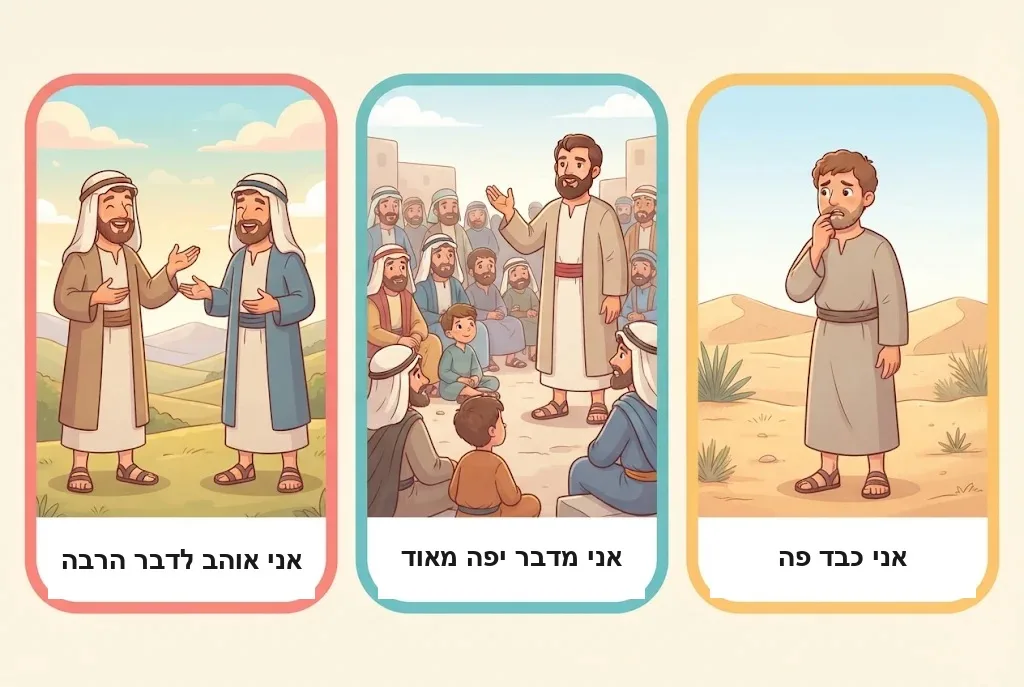 אני כבד פה
אני מדבר יפה מאוד
אני אוהב לדבר הרבה